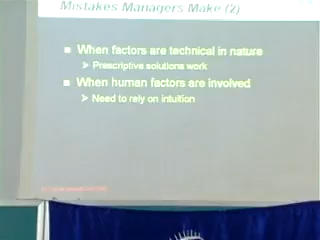 Mistakes Managers Make (2)
When factors are technical in nature
Prescriptive solutions work
When human factors are involved
Need to rely on intuition